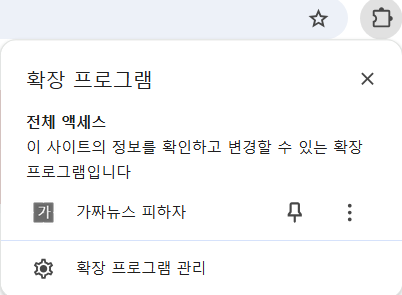 확장 프로그램
전체 액세스
이 사이트의 정보를 확인하고 변경할 수 있는 확장
프로그램입니다
가 가짜뉴스 피하자
확장 프로그램 관리